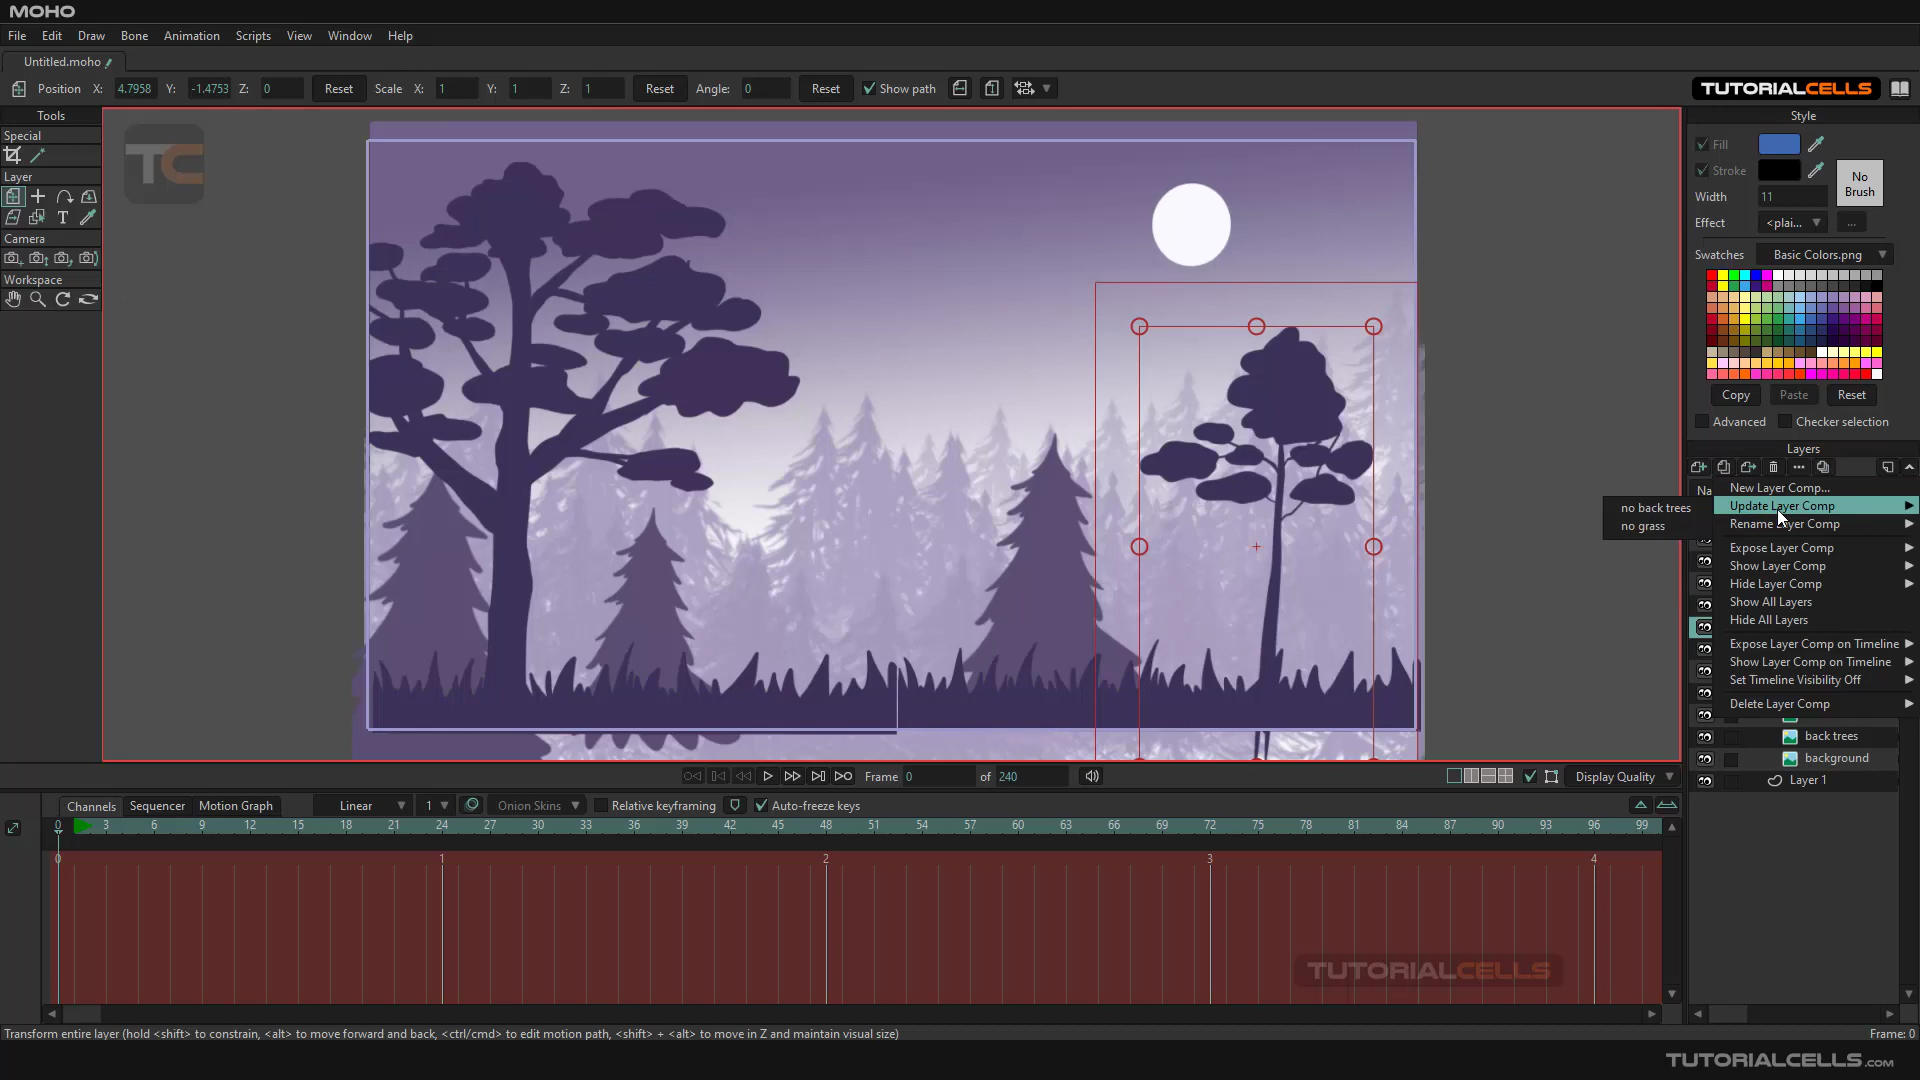 MOHO
File Edit Draw Bone Animation Scripts View Window Help
Untitled.moho
Position X: 4.7958 Y: -1.4753 Z: 0 Reset Scale X: 1 Y: 1 Z: 1 Reset Angle: 0 Reset Show path
TUTORIALCELLS
Tools
Special
Layer
T
Camera
Workspace
TC
Style
Fill
Stroke
No Brush
Width 11
Effect <plai... ...
Swatches Basic Colors.png
Copy Paste Reset
Advanced Checker selection
Layers
Na
New Layer Comp...
Update Layer Comp
Rename Layer Comp
no back trees
no grass
Expose Layer Comp
Show Layer Comp
Hide Layer Comp
Show All Layers
Hide All Layers
Expose Layer Comp on Timeline
Show Layer Comp on Timeline
Set Timeline Visibility Off
Delete Layer Comp
back trees
background
Layer 1
Frame 0 of 240 Display Quality
Channels Sequencer Motion Graph Linear 1 Onion Skins Relative keyframing Auto-freeze keys
0 3 6 9 12 15 18 21 24 27 30 33 36 39 42 45 48 51 54 57 60 63 66 69 72 75 78 81 84 87 90 93 96 99
0 1 2 3 4
TUTORIALCELLS
Transform entire layer (hold <shift> to constrain, <alt> to move forward and back, <ctrl/cmd> to edit motion path, <shift> + <alt> to move in Z and maintain visual size)
Frame: 0
TUTORIALCELLS.COM